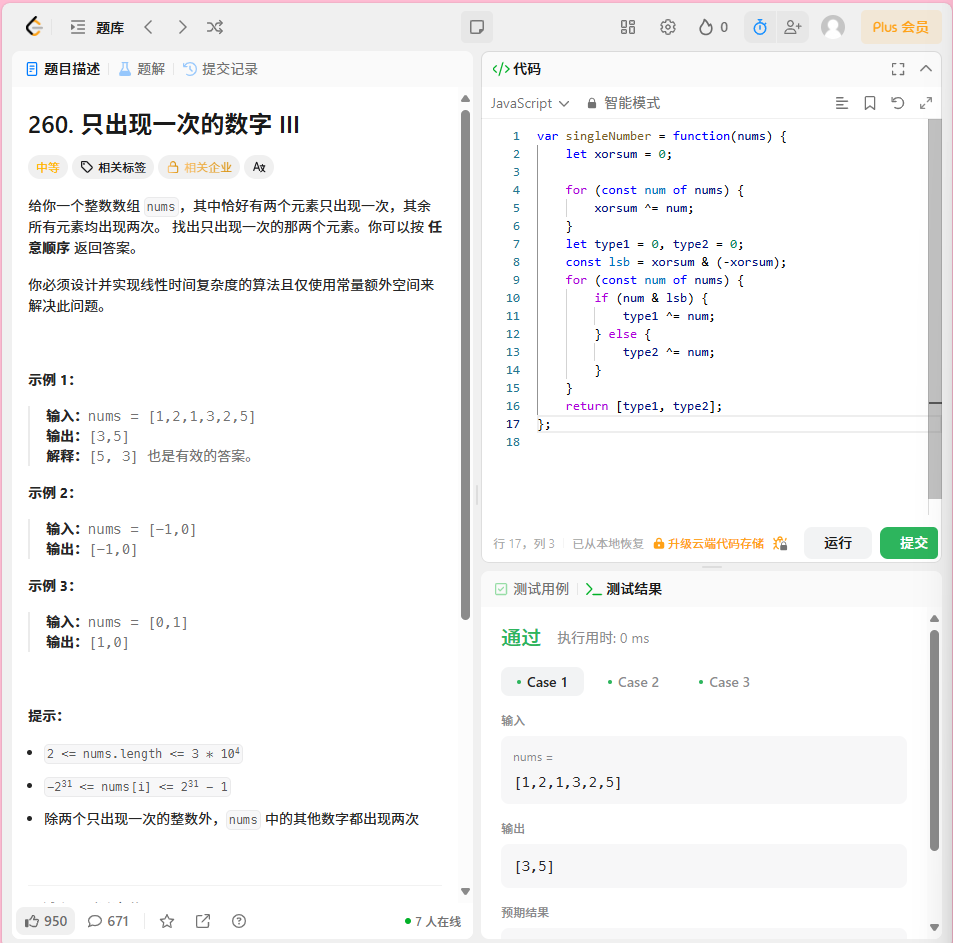 题库
0
Plus 会员
题目描述
题解
提交记录
260. 只出现一次的数字 III
中等
相关标签
相关企业
给你一个整数数组 nums，其中恰好有两个元素只出现一次，其余
所有元素均出现两次。 找出只出现一次的那两个元素。你可以按 任
意顺序 返回答案。
你必须设计并实现线性时间复杂度的算法且仅使用常量额外空间来
解决此问题。
示例 1：
输入：nums = [1,2,1,3,2,5]
输出：[3,5]
解释：[5, 3] 也是有效的答案。
示例 2：
输入：nums = [-1,0]
输出：[-1,0]
示例 3：
输入：nums = [0,1]
输出：[1,0]
提示：
2 <= nums.length <= 3 * 10⁴
-2³¹ <= nums[i] <= 2³¹ - 1
除两个只出现一次的整数外，nums 中的其他数字都出现两次
950
671
7 人在线
</> 代码
JavaScript
智能模式
1 var singleNumber = function(nums) {
2     let xorsum = 0;
3
4     for (const num of nums) {
5         xorsum ^= num;
6     }
7     let type1 = 0, type2 = 0;
8     const lsb = xorsum & (-xorsum);
9     for (const num of nums) {
10         if (num & lsb) {
11             type1 ^= num;
12         } else {
13             type2 ^= num;
14         }
15     }
16     return [type1, type2];
17 };
18
行 17，列 3
已从本地恢复
升级云端代码存储
运行
提交
测试用例
测试结果
通过
执行用时: 0 ms
Case 1
Case 2
Case 3
输入
nums =
[1,2,1,3,2,5]
输出
[3,5]
预期结果